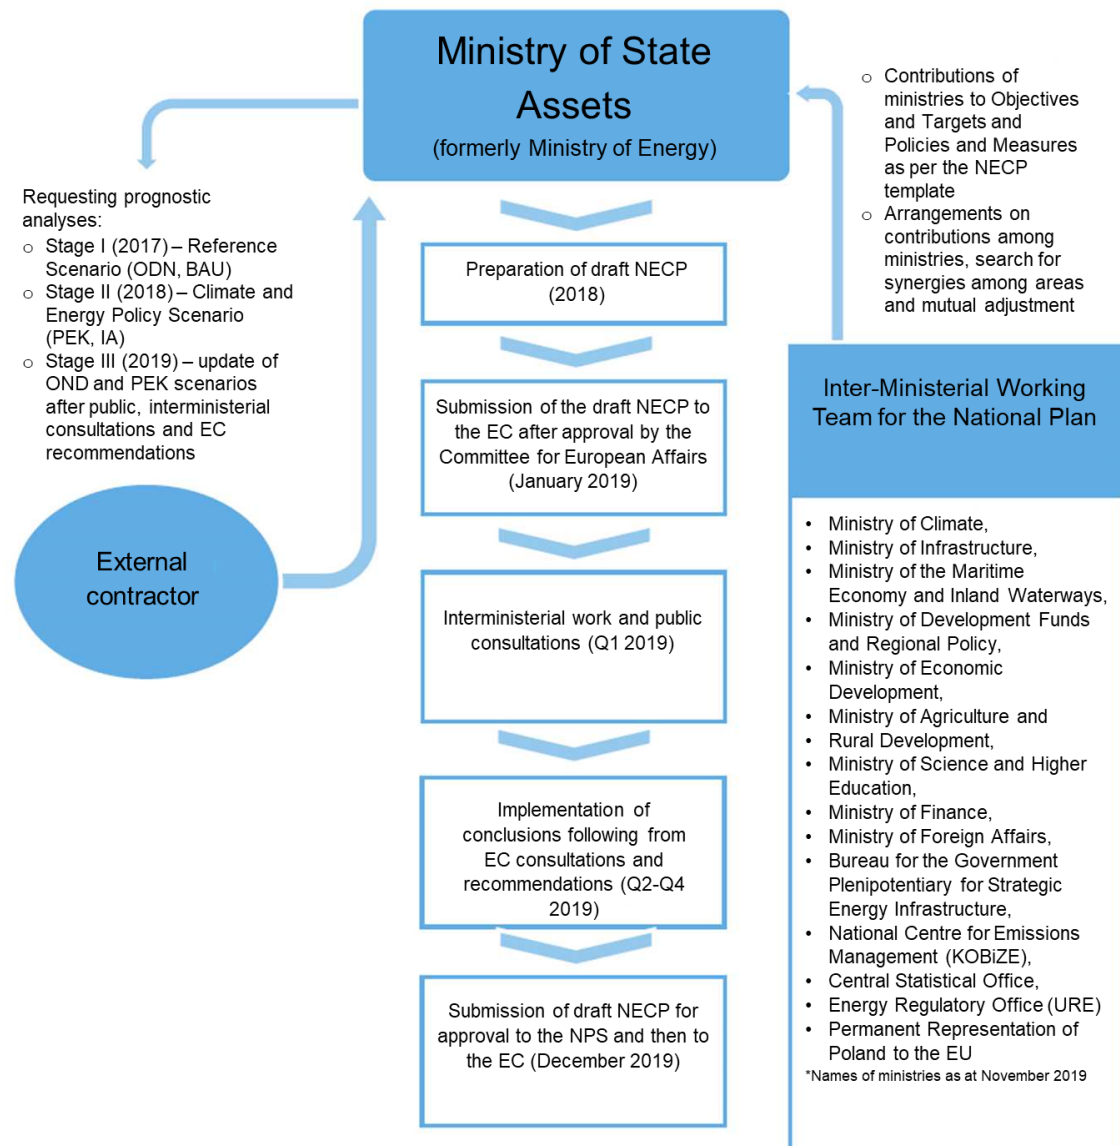 Ministry of State
Assets
(formerly Ministry of Energy)
Requesting prognostic
analyses:
o Stage I (2017) – Reference
Scenario (ODN, BAU)
o Stage II (2018) – Climate and
Energy Policy Scenario
(PEK, IA)
o Stage III (2019) – update of
OND and PEK scenarios
after public, interministerial
consultations and EC
recommendations
External
contractor
Preparation of draft NECP
(2018)
Submission of the draft NECP to
the EC after approval by the
Committee for European Affairs
(January 2019)
Interministerial work and public
consultations (Q1 2019)
Implementation of
conclusions following from
EC consultations and
recommendations (Q2-Q4
2019)
Submission of draft NECP for
approval to the NPS and then to
the EC (December 2019)
o Contributions of
ministries to Objectives
and Targets and
Policies and Measures
as per the NECP
template
o Arrangements on
contributions among
ministries, search for
synergies among areas
and mutual adjustment
Inter-Ministerial Working
Team for the National Plan
• Ministry of Climate,
• Ministry of Infrastructure,
• Ministry of the Maritime
Economy and Inland Waterways,
• Ministry of Development Funds
and Regional Policy,
• Ministry of Economic
Development,
• Ministry of Agriculture and
• Rural Development,
• Ministry of Science and Higher
Education,
• Ministry of Finance,
• Ministry of Foreign Affairs,
• Bureau for the Government
Plenipotentiary for Strategic
Energy Infrastructure,
• National Centre for Emissions
Management (KOBiZE),
• Central Statistical Office,
• Energy Regulatory Office (URE)
• Permanent Representation of
Poland to the EU
*Names of ministries as at November 2019